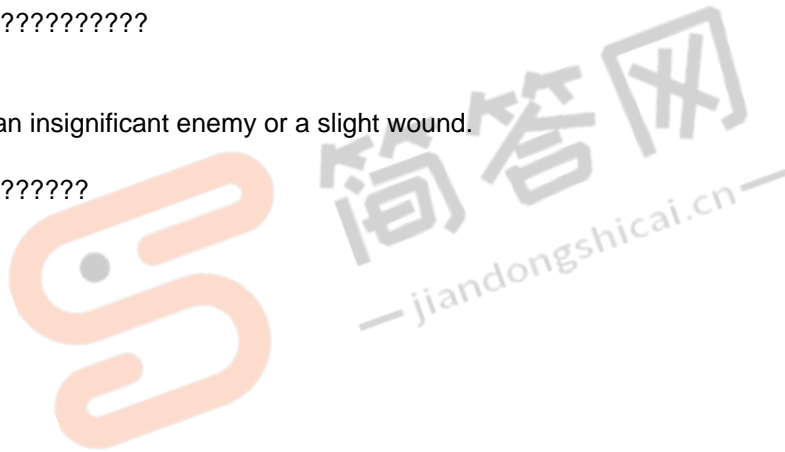 ??????????
an insignificant enemy or a slight wound.
??????
简答网
jiandongshicai.cn